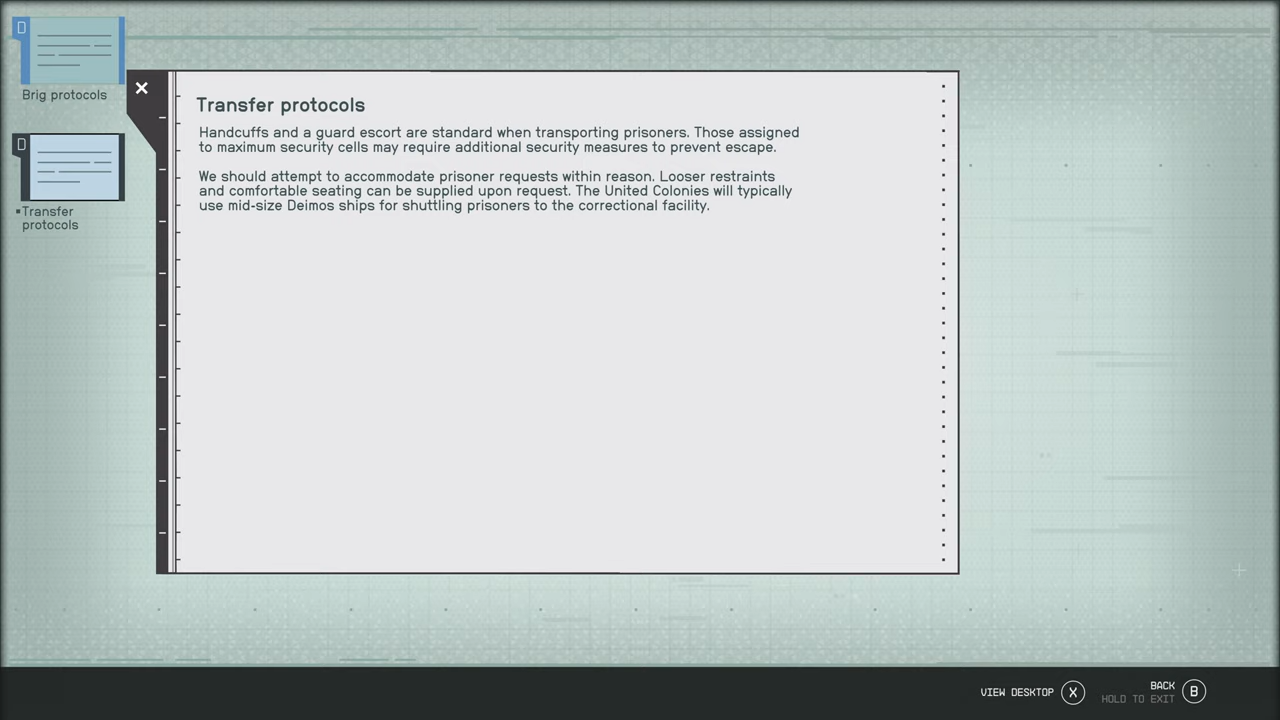 D
Brig protocols
D
Transfer
protocols
Transfer protocols
Handcuffs and a guard escort are standard when transporting prisoners. Those assigned
to maximum security cells may require additional security measures to prevent escape.
We should attempt to accommodate prisoner requests within reason. Looser restraints
and comfortable seating can be supplied upon request. The United Colonies will typically
use mid-size Deimos ships for shuttling prisoners to the correctional facility.
VIEW DESKTOP X
BACK B
HOLD TO EXIT